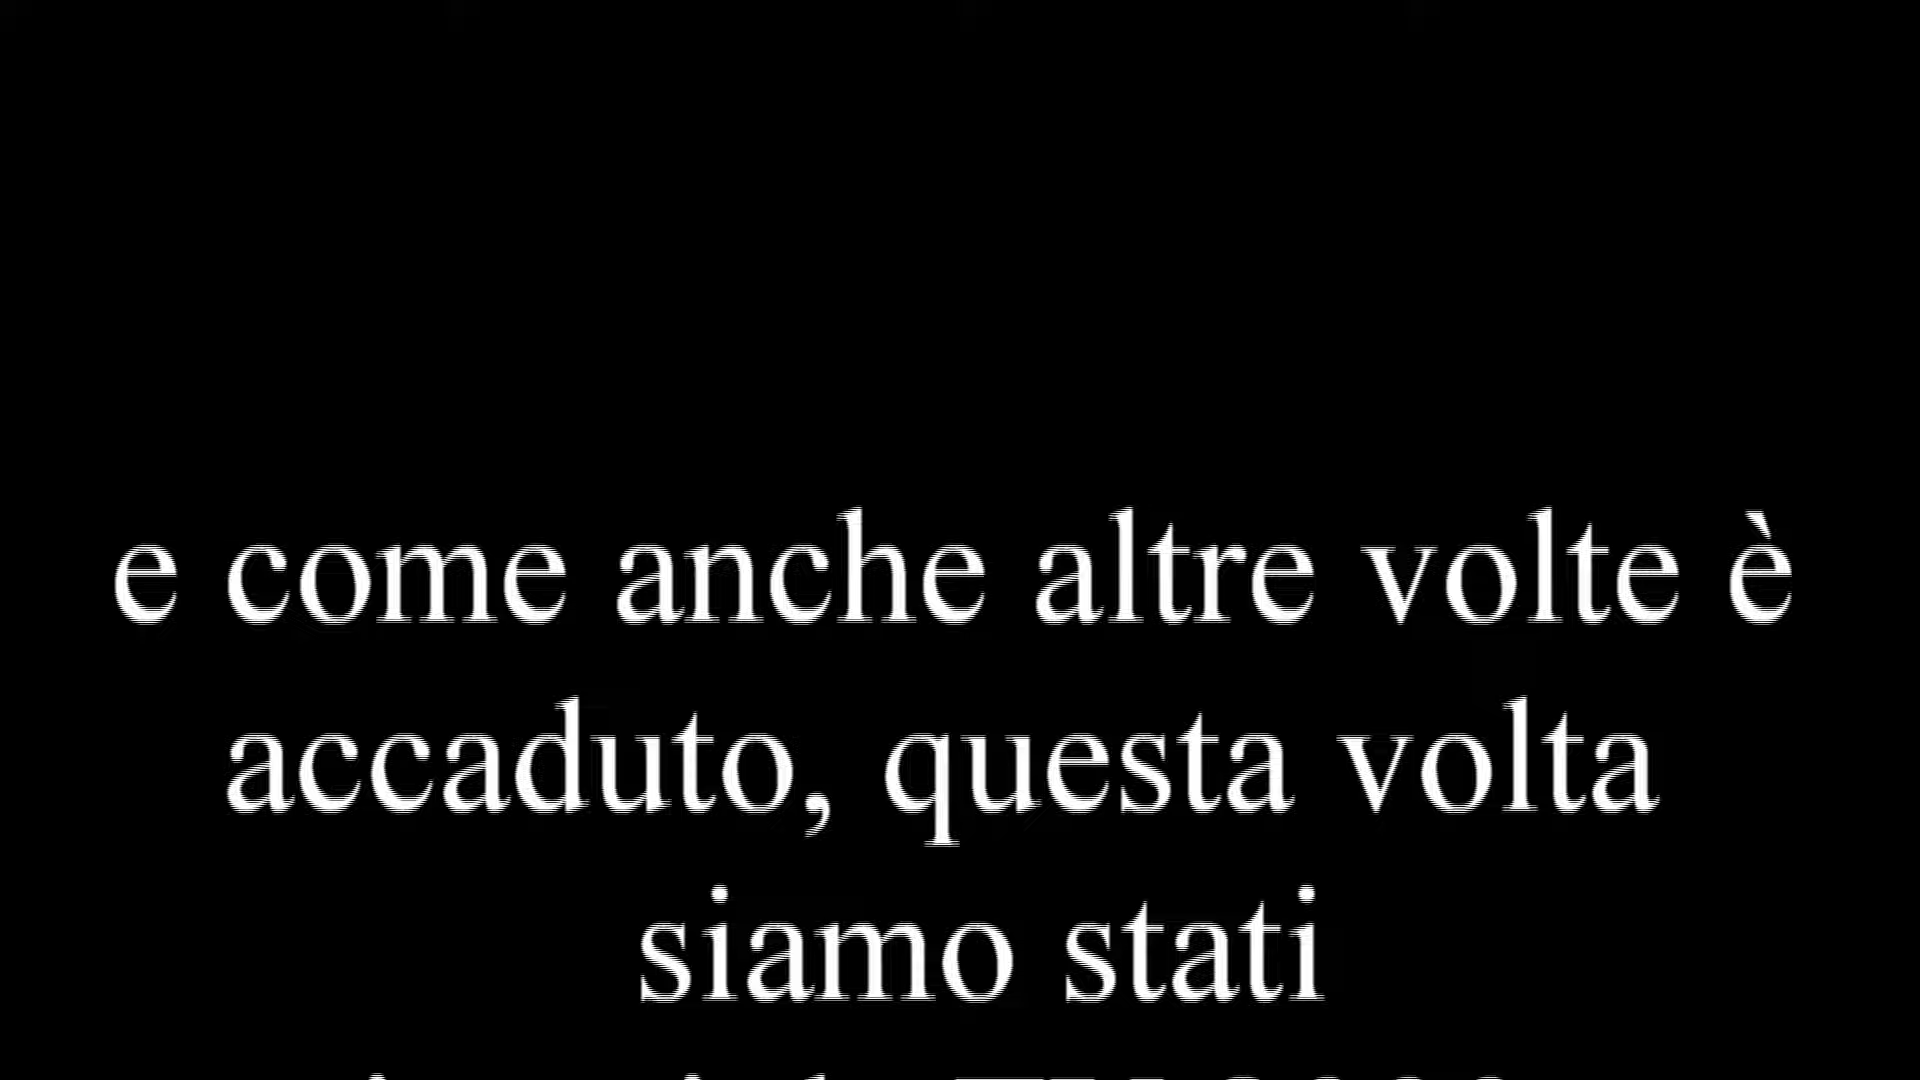 e come anche altre volte è
accaduto, questa volta
siamo stati